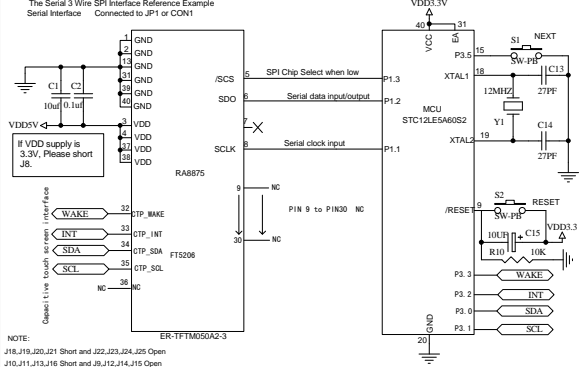 The Serial 3 Wire SPI Interface Reference Example
Serial Interface Connected to JP1 or CON1
VDD3.3V
40
31
VCC
EA
1 GND
2 GND
13 GND
31 GND
39 GND
40 GND
C1
C2
10uf
0.1uf
VDD5V
3 VDD
4 VDD
37 VDD
38 VDD
If VDD supply is
3.3V, Please short
J8.
/SCS 5
SPI Chip Select when low
P1.3
SDO 6
Serial data input/output
P1.2
7
SCLK 8
Serial clock input
P1.1
RA8875
MCU
STC12LE5A60S2
P3.5 15
S1
NEXT
SW-PB
XTAL1 18
C13
27PF
12MHZ
Y1
XTAL2 19
C14
27PF
9 NC
PIN 9 to PIN30 NC
30 NC
Capacitive touch screen interface
WAKE 32 CTP_WAKE
INT 33 CTP_INT
SDA 34 CTP_SDA
SCL 35 CTP_SCL
NC 36 NC
FT5206
ER-TFTM050A2-3
/RESET 9
S2
RESET
SW-PB
VDD3.3
10UF + C15
R10 10K
P3.3 WAKE
P3.2 INT
P3.0 SDA
P3.1 SCL
GND
20
NOTE:
J18,J19,J20,J21 Short and J22,J23,J24,J25 Open
J10,J11,J13,J16 Short and J9,J12,J14,J15 Open